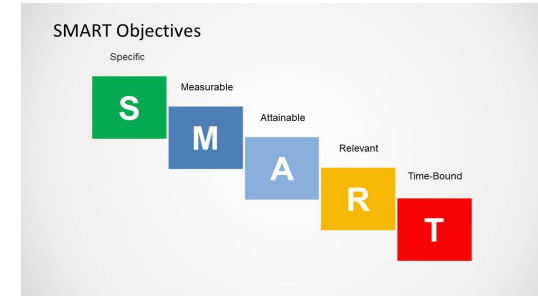 SMART Objectives
Specific
S
Measurable
M
Attainable
A
Relevant
R
Time-Bound
T